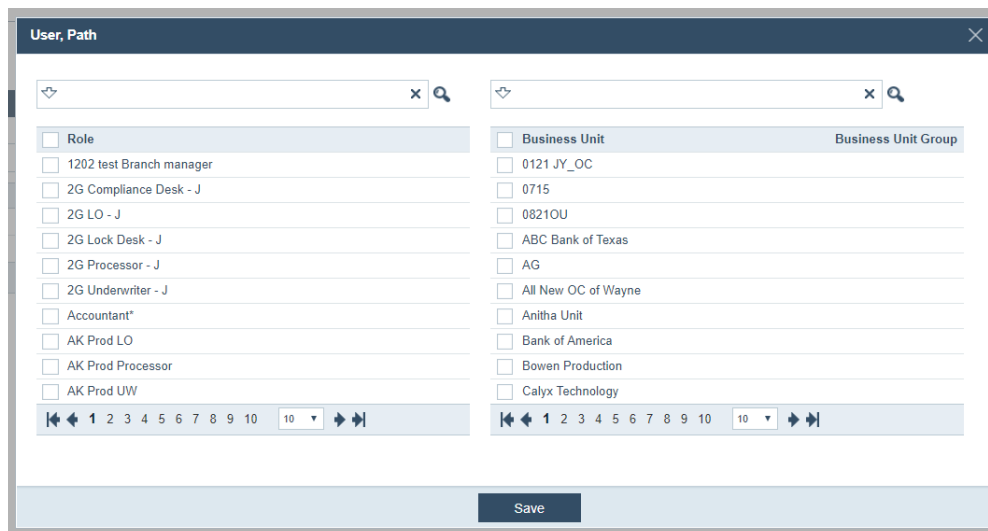 User, Path
Role
1202 test Branch manager
2G Compliance Desk - J
2G LO - J
2G Lock Desk - J
2G Processor - J
2G Underwriter - J
Accountant*
AK Prod LO
AK Prod Processor
AK Prod UW
1 2 3 4 5 6 7 8 9 10 10
Business Unit Business Unit Group
0121 JY_OC
0715
0821OU
ABC Bank of Texas
AG
All New OC of Wayne
Anitha Unit
Bank of America
Bowen Production
Calyx Technology
1 2 3 4 5 6 7 8 9 10 10
Save